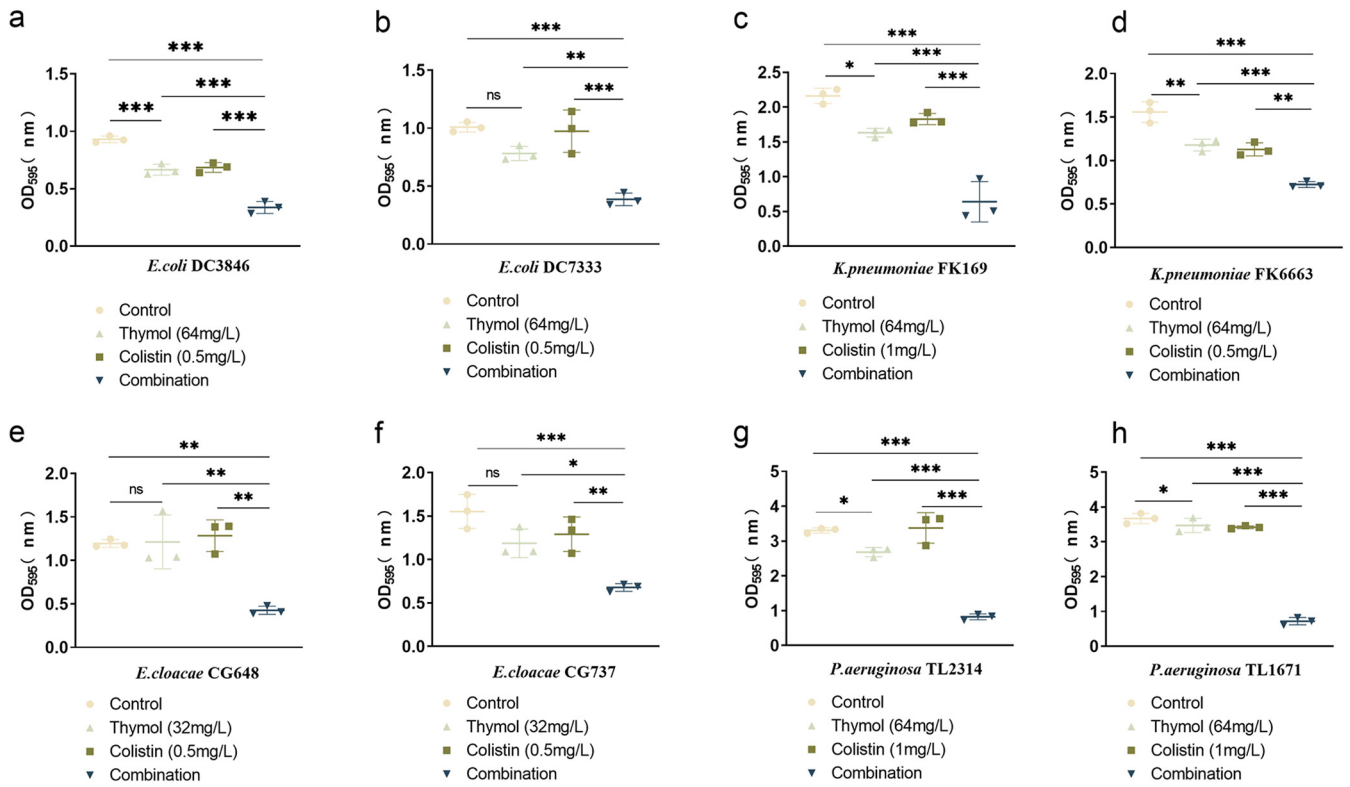 a
***
***
***
***
1.5
1.0
0.5
0.0
OD595( nm)
E.coli DC3846
Control
Thymol (64mg/L)
Colistin (0.5mg/L)
Combination
b
***
**
ns
***
1.5
1.0
0.5
0.0
OD595( nm)
E.coli DC7333
Control
Thymol (64mg/L)
Colistin (0.5mg/L)
Combination
c
***
***
*
***
2.5
2.0
1.5
1.0
0.5
0.0
OD595( nm)
K.pneumoniae FK169
Control
Thymol (64mg/L)
Colistin (1mg/L)
Combination
d
***
***
**
**
2.0
1.5
1.0
0.5
0.0
OD595( nm)
K.pneumoniae FK6663
Control
Thymol (64mg/L)
Colistin (0.5mg/L)
Combination
e
**
**
ns
**
2.0
1.5
1.0
0.5
0.0
OD595( nm)
E.cloacae CG648
Control
Thymol (32mg/L)
Colistin (0.5mg/L)
Combination
f
***
*
ns
**
2.0
1.5
1.0
0.5
0.0
OD595( nm)
E.cloacae CG737
Control
Thymol (32mg/L)
Colistin (0.5mg/L)
Combination
g
***
***
*
***
5
4
3
2
1
0
OD595( nm)
P.aeruginosa TL2314
Control
Thymol (64mg/L)
Colistin (1mg/L)
Combination
h
***
***
*
***
5
4
3
2
1
0
OD595( nm)
P.aeruginosa TL1671
Control
Thymol (64mg/L)
Colistin (1mg/L)
Combination